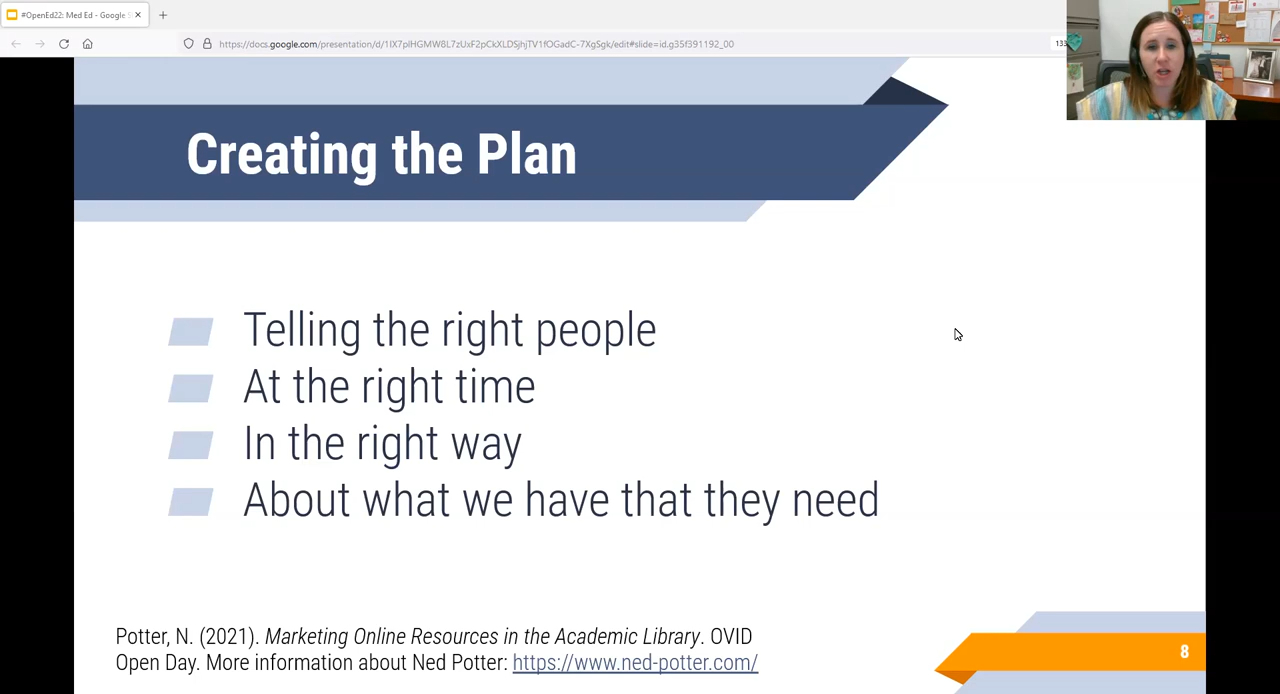 #OpenEd22: Med Ed - Google S
https://docs.google.com/presentation/d/1IX7plHGMW8L7zUxF2pCkXLDSjhjTV1fOGadC-7XgSgk/edit#slide=id.g35f391192_00
133
Creating the Plan
Telling the right people
At the right time
In the right way
About what we have that they need
Potter, N. (2021). Marketing Online Resources in the Academic Library. OVID
Open Day. More information about Ned Potter: https://www.ned-potter.com/
8